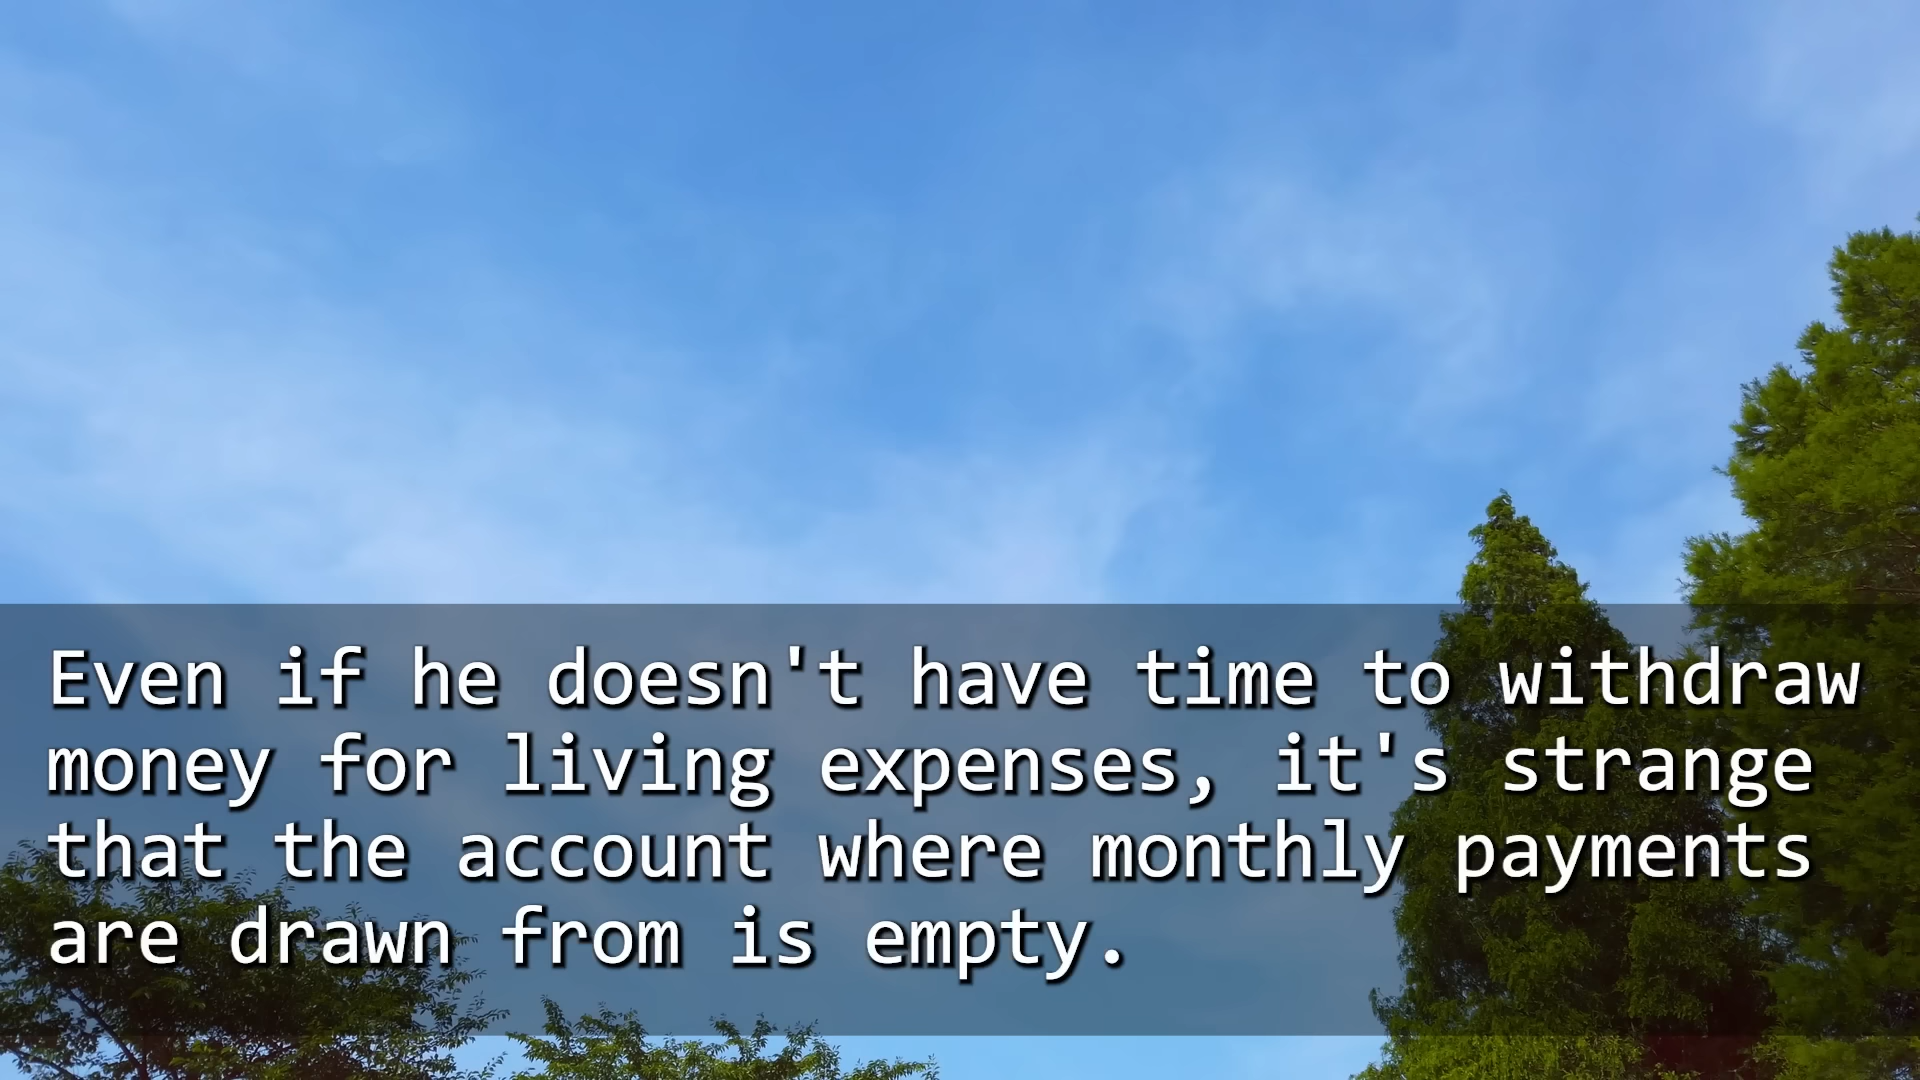 Even if he doesn't have time to withdraw
money for living expenses, it's strange
that the account where monthly payments
are drawn from is empty.